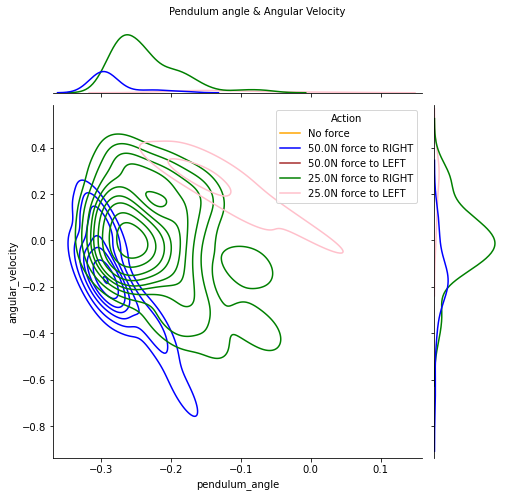 Pendulum angle & Angular Velocity
Action
No force
50.0N force to RIGHT
50.0N force to LEFT
25.0N force to RIGHT
25.0N force to LEFT
0.4
0.2
0.0
−0.2
−0.4
−0.6
−0.8
angular_velocity
−0.3
−0.2
−0.1
0.0
0.1
pendulum_angle